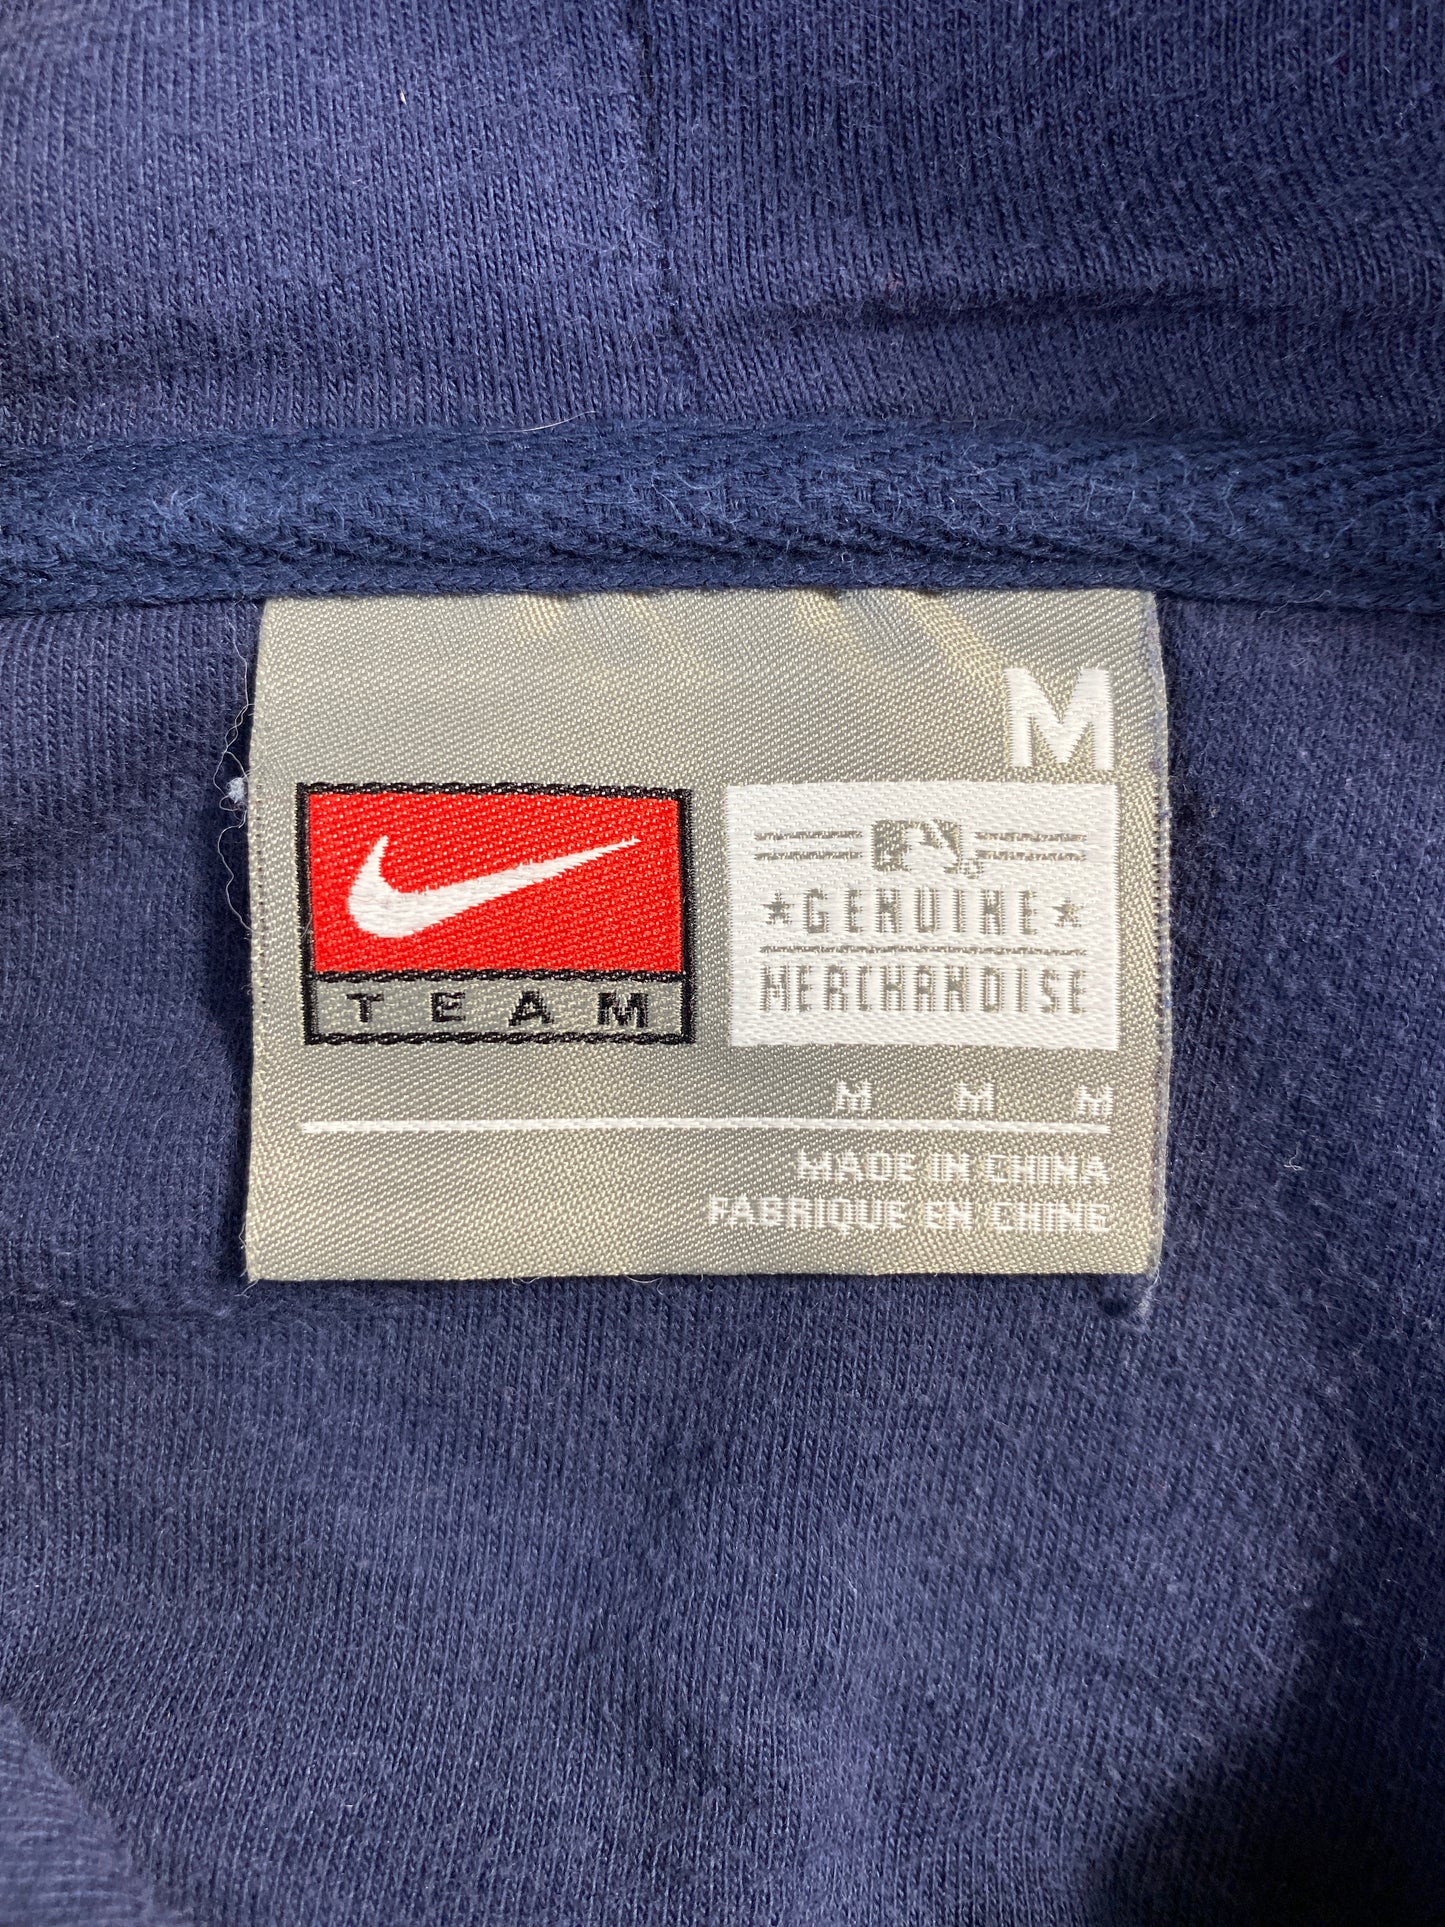 M
TEAM
GENUINE
MERCHANDISE
M M M
MADE IN CHINA
FABRIQUE EN CHINE